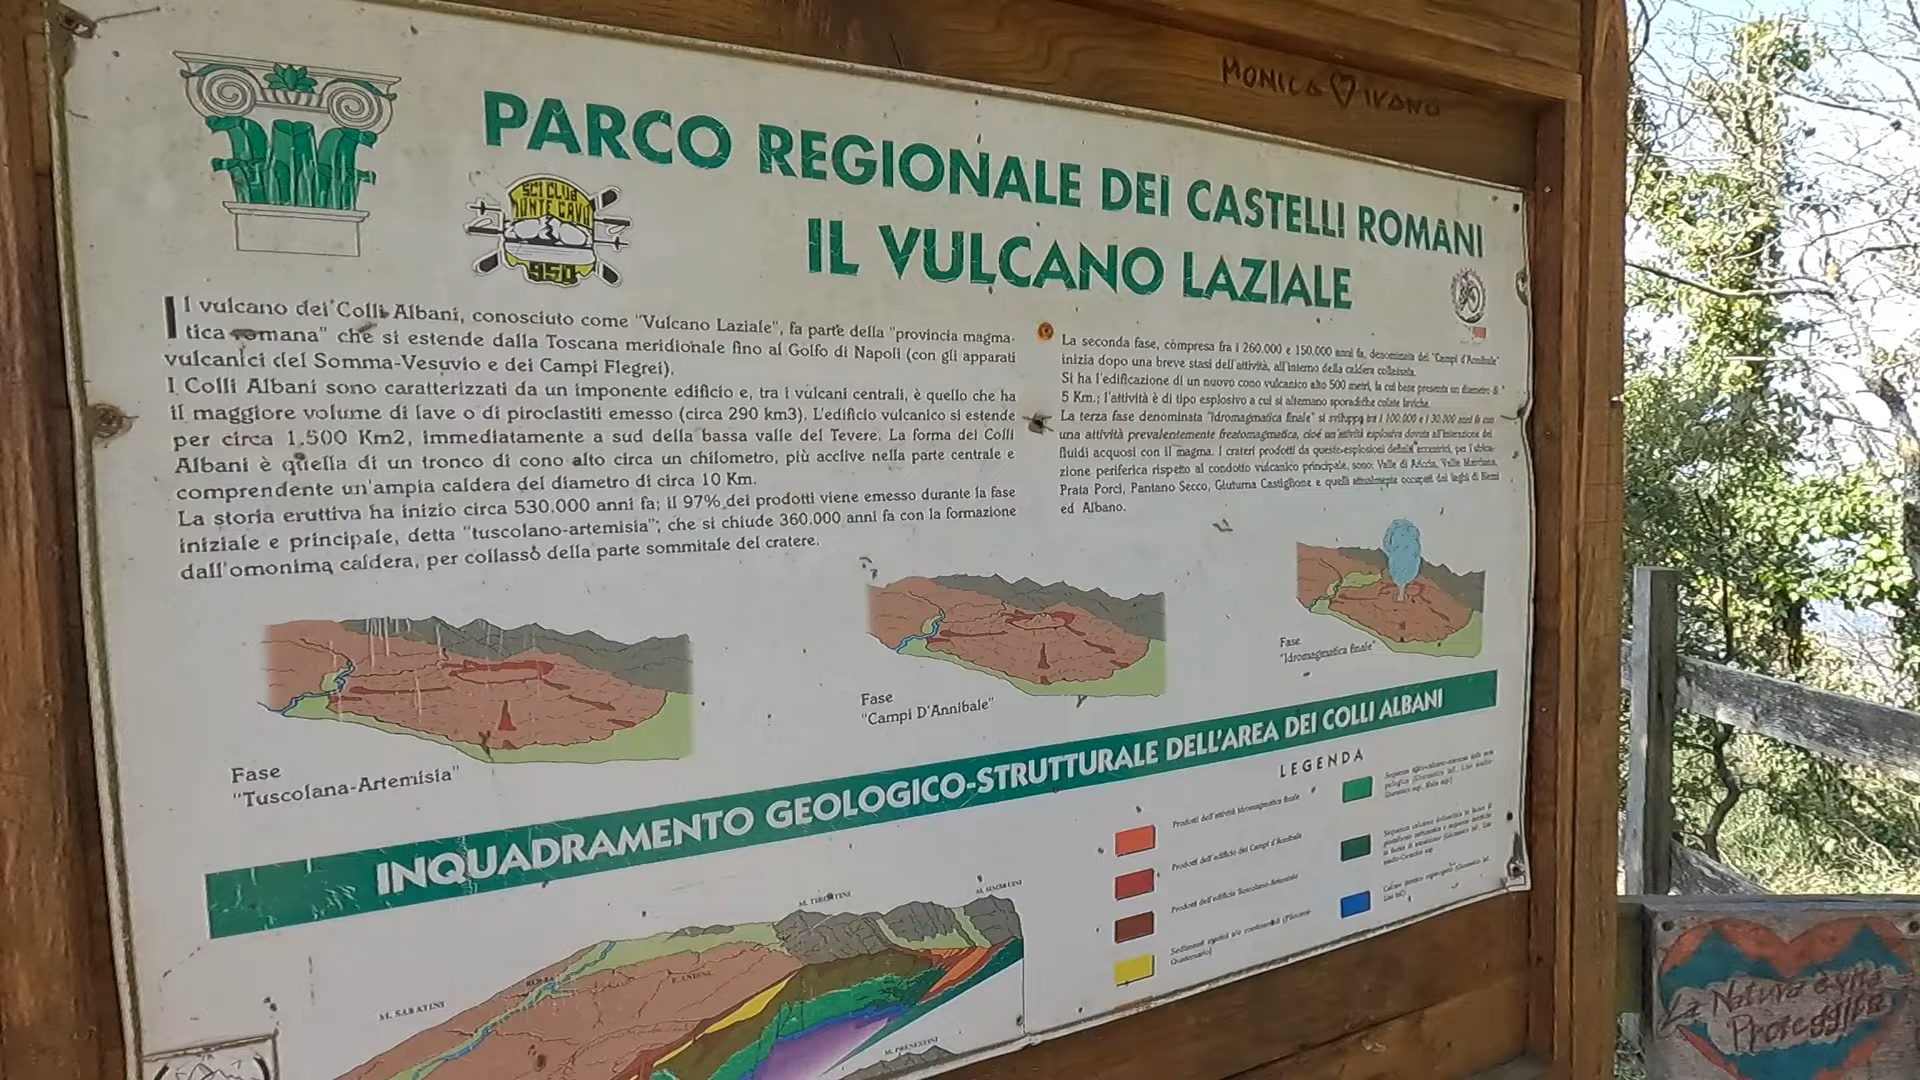 MONICA ♡ IVANO
PARCO REGIONALE DEI CASTELLI ROMANI
IL VULCANO LAZIALE
SCI CLUB
MONTE CAVO
950
Il vulcano dei Colli Albani, conosciuto come "Vulcano Laziale", fa parte della "provincia magma-
tica romana" che si estende dalla Toscana meridionale fino al Golfo di Napoli (con gli apparati
vulcanici del Somma-Vesuvio e dei Campi Flegrei),
I Colli Albani sono caratterizzati da un imponente edificio e, tra i vulcani centrali, è quello che ha
il maggiore volume di lave o di piroclastiti emesso (circa 290 km3). L'edificio vulcanico si estende
per circa 1.500 Km2, immediatamente a sud della bassa valle del Tevere. La forma dei Colli
Albani è quella di un tronco di cono alto circa un chilometro, più acclive nella parte centrale e
comprendente un'ampia caldera del diametro di circa 10 Km.
La storia eruttiva ha inizio circa 530.000 anni fa; il 97% dei prodotti viene emesso durante la fase
iniziale e principale, detta "tuscolano-artemisia"; che si chiude 360.000 anni fa con la formazione
dall'omonima caldera, per collasso della parte sommitale del cratere.
La seconda fase, compresa fra i 260.000 e 150.000 anni fa, denominata dei "Campi d'Annibale"
inizia dopo una breve stasi dell'attività, all'interno della caldera collassata.
Si ha l'edificazione di un nuovo cono vulcanico alto 500 metri, la cui base presenta un diametro di
5 Km.; l'attività è di tipo esplosivo a cui si alternano sporadiche colate laviche.
La terza fase denominata "Idromagmatica finale" si sviluppa tra i 100.000 e i 30.000 anni fa con
una attività prevalentemente freatomagmatica, cioè un'attività esplosiva dovuta all'interazione dei
fluidi acquosi con il magma. I crateri prodotti da queste esplosioni definite eccentrici, per l'ubica-
zione periferica rispetto al condotto vulcanico principale, sono: Valle di Ariccia, Valle Marciana,
Prata Porci, Pantano Secco, Giuturna Castiglione e quelli attualmente occupati dai laghi di Nemi
ed Albano.
Fase
"Tuscolana-Artemisia"
Fase
"Campi D'Annibale"
Fase
"Idromagmatica finale"
INQUADRAMENTO GEOLOGICO-STRUTTURALE DELL'AREA DEI COLLI ALBANI
LEGENDA
Prodotti dell'attività Idromagmatica finale
Prodotti dell'edificio dei Campi d'Annibale
Prodotti dell'edificio Tuscolano-Artemisio
M. SABATINI
ROMA
M. TIBURTINI
M. SIMBRUINI
M. PRENESTINI
La Natura è vita
Proteggila